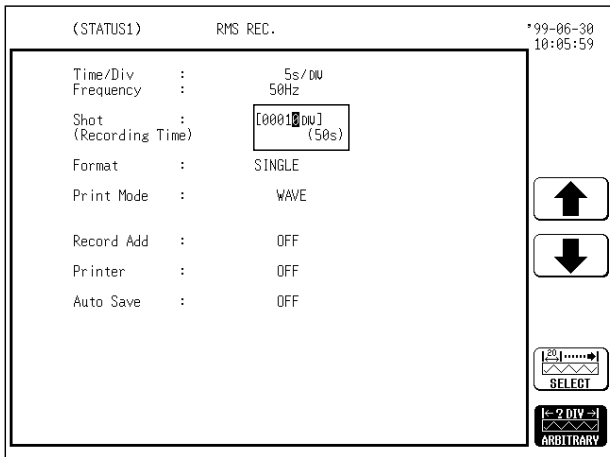 (STATUS1) RMS REC. '99-06-30
10:05:59
Time/Div : 5s/DIV
Frequency : 50Hz
Shot : [00010DIV]
(Recording Time) (50s)
Format : SINGLE
Print Mode : WAVE
Record Add : OFF
Printer : OFF
Auto Save : OFF
20
SELECT
? DIV
ARBITRARY